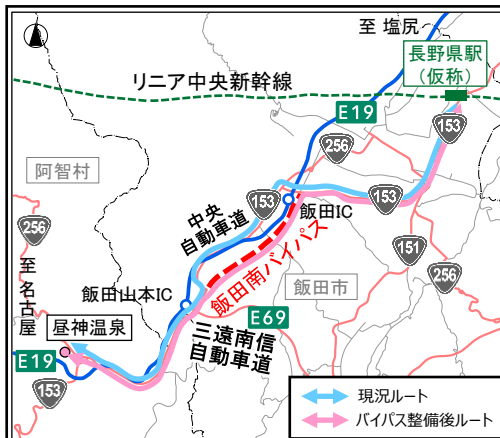 至 塩尻
長野県駅
(仮称)
リニア中央新幹線
E19
153
256
阿智村
153
153
中央
自動車道
飯田IC
256
151
至 名古屋
飯田南バイパス
飯田山本IC
飯田市
256
昼神温泉
E69
三遠南信
自動車道
E19
153
現況ルート
バイパス整備後ルート